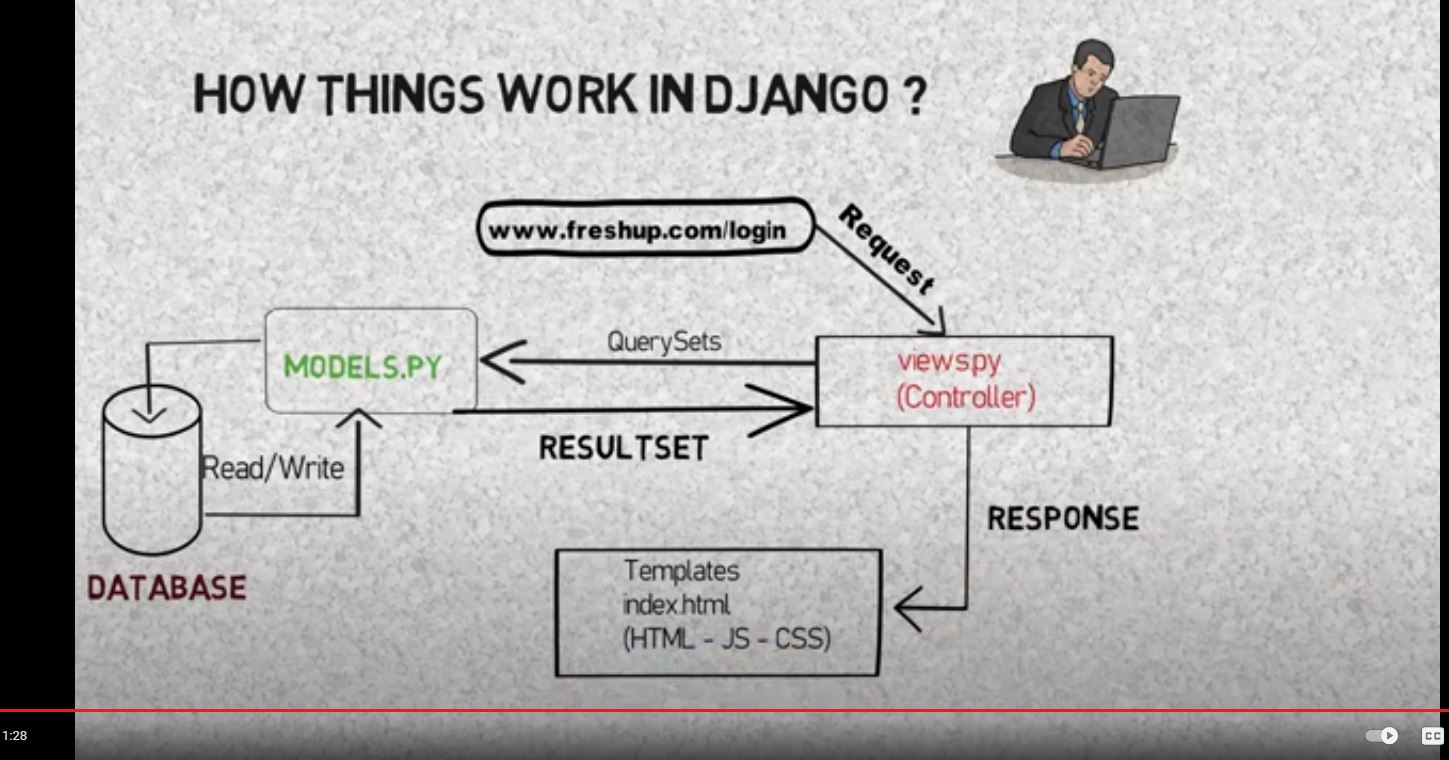 HOW THINGS WORK IN DJANGO ?
www.freshup.com/login
Request
QuerySets
MODELS.PY
views.py
(Controller)
RESULTSET
Read/Write
DATABASE
RESPONSE
Templates
index.html
(HTML - JS - CSS)
1:28
CC